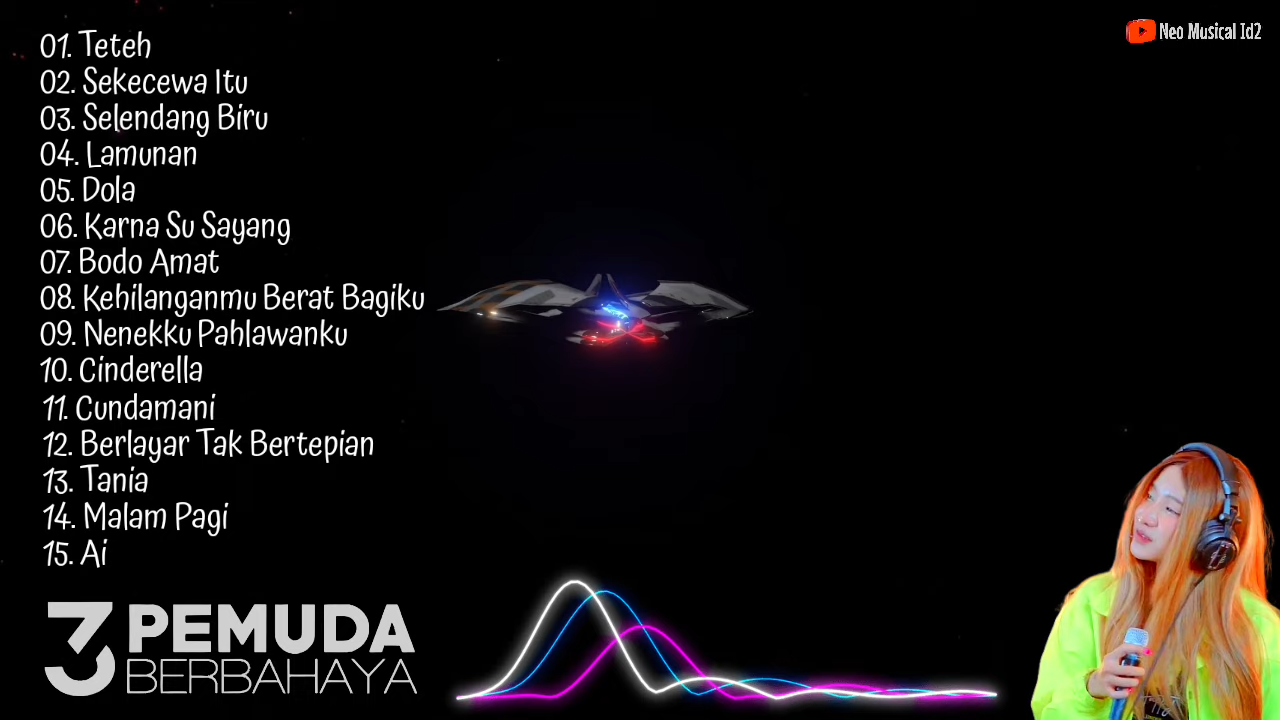 01. Teteh
02. Sekecewa Itu
03. Selendang Biru
04. Lamunan
05. Dola
06. Karna Su Sayang
07. Bodo Amat
08. Kehilanganmu Berat Bagiku
09. Nenekku Pahlawanku
10. Cinderella
11. Cundamani
12. Berlayar Tak Bertepian
13. Tania
14. Malam Pagi
15. Ai
3 PEMUDA
BERBAHAYA
Neo Musical Id2